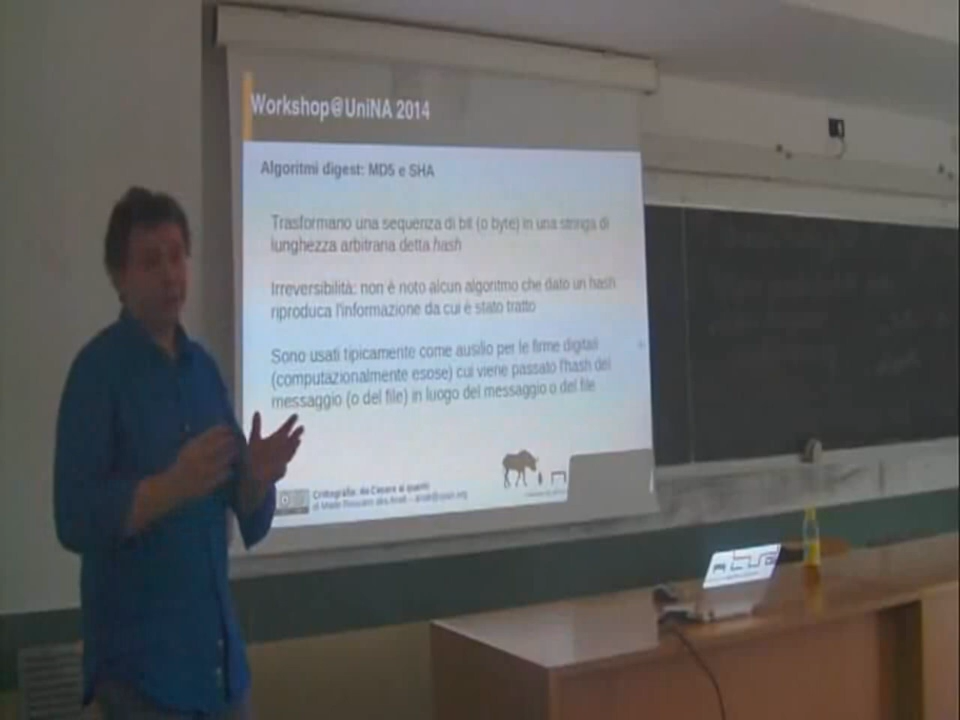 Workshop@UniNA 2014
Algoritmi digest: MD5 e SHA
Trasformano una sequenza di bit (o byte) in una stringa di
lunghezza arbitraria detta hash
Irreversibilità: non è noto alcun algoritmo che dato un hash
riproduca l'informazione da cui è stato tratto
Sono usati tipicamente come ausilio per le firme digitali
(computazionalmente esose) cui viene passato l'hash del
messaggio (o del file) in luogo del messaggio o del file
Crittografia: da Cesare ai quanti